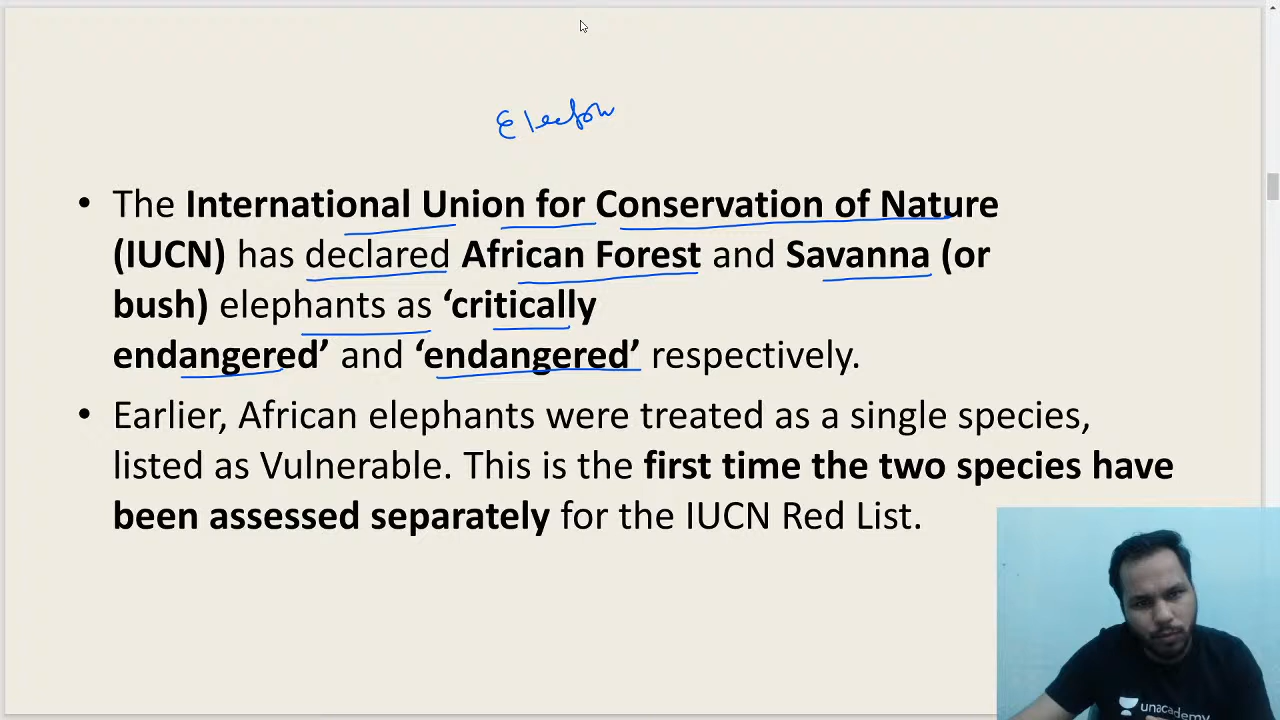 • The International Union for Conservation of Nature
(IUCN) has declared African Forest and Savanna (or
bush) elephants as ‘critically
endangered’ and ‘endangered’ respectively.
• Earlier, African elephants were treated as a single species,
listed as Vulnerable. This is the first time the two species have
been assessed separately for the IUCN Red List.
unacademy